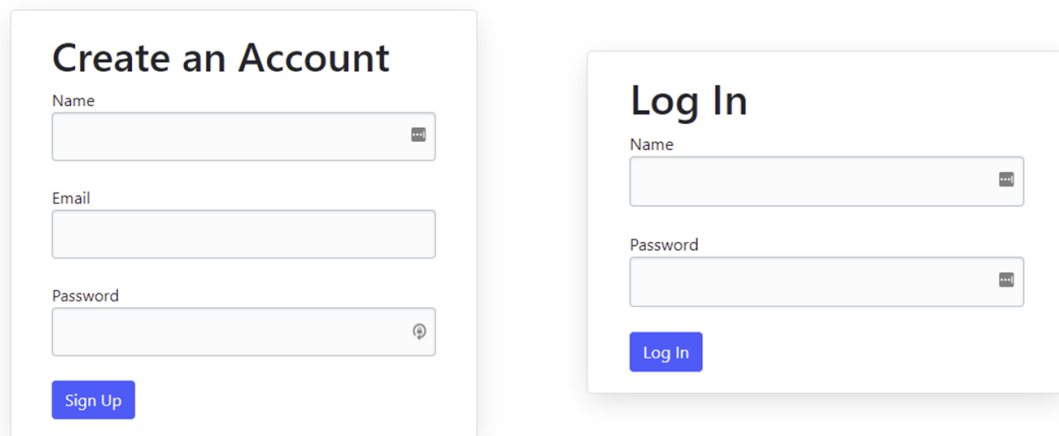 Create an Account
Name
Email
Password
Sign Up
Log In
Name
Password
Log In